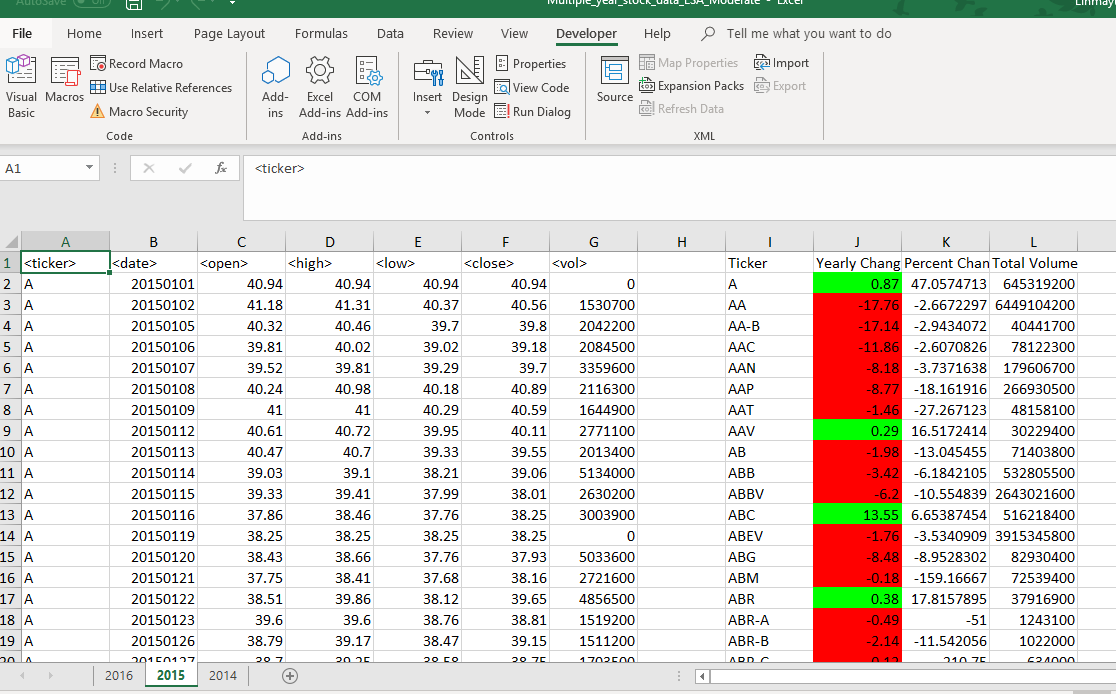 AutoSave Off Multiple_year_stock_data_LSA_Moderate - Excel
File Home Insert Page Layout Formulas Data Review View Developer Help Tell me what you want to do
Visual Basic
Macros
Record Macro
Use Relative References
Macro Security
Code
Add-ins
Excel Add-ins
COM Add-ins
Add-ins
Insert
Design Mode
Properties
View Code
Run Dialog
Controls
Source
Map Properties
Expansion Packs
Refresh Data
Import
Export
XML
A1 fx <ticker>
A B C D E F G H I J K L
1 <ticker> <date> <open> <high> <low> <close> <vol> Ticker Yearly Chang Percent Chan Total Volume
2 A 20150101 40.94 40.94 40.94 40.94 0 A 0.87 47.0574713 645319200
3 A 20150102 41.18 41.31 40.37 40.56 1530700 AA -17.76 -2.6672297 6449104200
4 A 20150105 40.32 40.46 39.7 39.8 2042200 AA-B -17.14 -2.9434072 40441700
5 A 20150106 39.81 40.02 39.02 39.18 2084500 AAC -11.86 -2.6070826 78122300
6 A 20150107 39.52 39.81 39.29 39.7 3359600 AAN -8.18 -3.7371638 179606700
7 A 20150108 40.24 40.98 40.18 40.89 2116300 AAP -8.77 -18.161916 266930500
8 A 20150109 41 41 40.29 40.59 1644900 AAT -1.46 -27.267123 48158100
9 A 20150112 40.61 40.72 39.95 40.11 2771100 AAV 0.29 16.5172414 30229400
10 A 20150113 40.47 40.7 39.33 39.55 2013400 AB -1.98 -13.045455 71403800
11 A 20150114 39.03 39.1 38.21 39.06 5134000 ABB -3.42 -6.1842105 532805500
12 A 20150115 39.33 39.41 37.99 38.01 2630200 ABBV -6.2 -10.554839 2643021600
13 A 20150116 37.86 38.46 37.76 38.25 3003900 ABC 13.55 6.65387454 516218400
14 A 20150119 38.25 38.25 38.25 38.25 0 ABEV -1.76 -3.5340909 3915345800
15 A 20150120 38.43 38.66 37.76 37.93 5033600 ABG -8.48 -8.9528302 82930400
16 A 20150121 37.75 38.41 37.68 38.16 2721600 ABM -0.18 -159.16667 72539400
17 A 20150122 38.51 39.86 38.12 39.65 4856500 ABR 0.38 17.8157895 37916900
18 A 20150123 39.6 39.6 38.76 38.81 1519200 ABR-A -0.49 -51 1243100
19 A 20150126 38.79 39.17 38.47 39.15 1511200 ABR-B -2.14 -11.542056 1022000
20 A 20150127 38.7 39.25 38.58 38.75 1703500 ABR-C 634000
2016 2015 2014